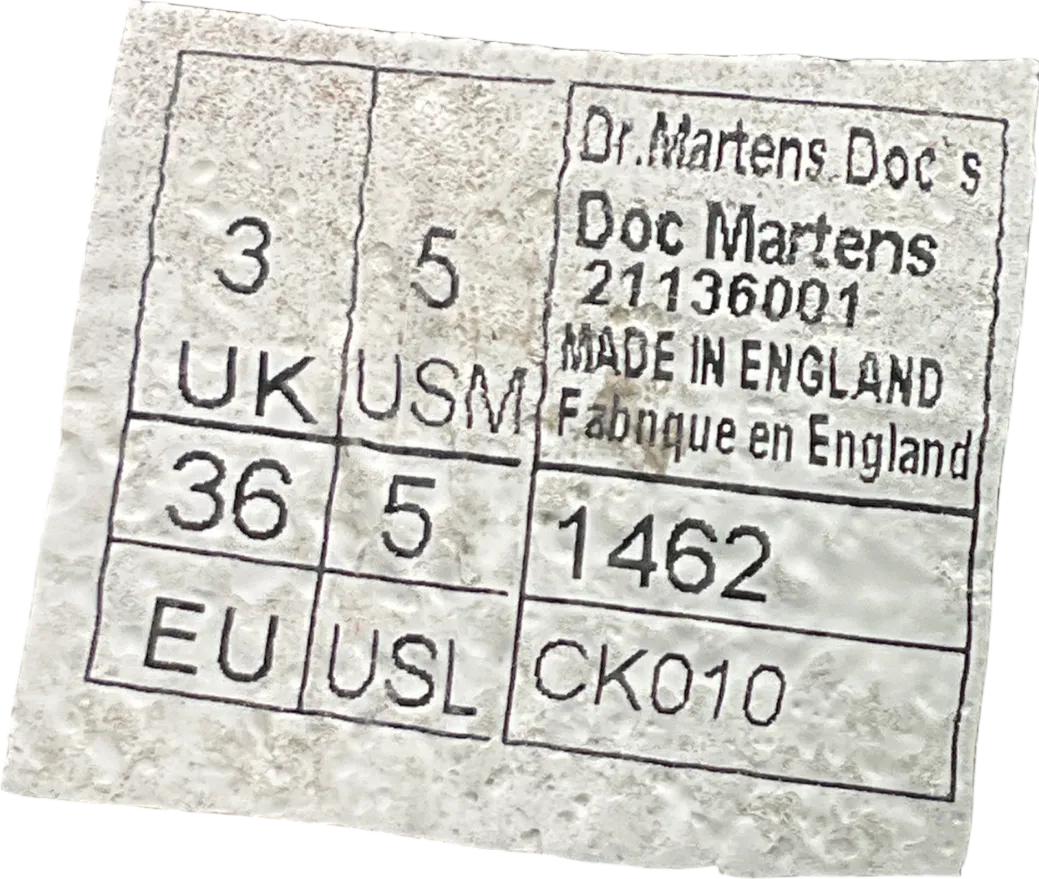 3 5
UK USM
36 5
EU USL
Dr.Martens.Doc`s
Doc Martens
21136001
MADE IN ENGLAND
Fabrique en England
1462
CK010